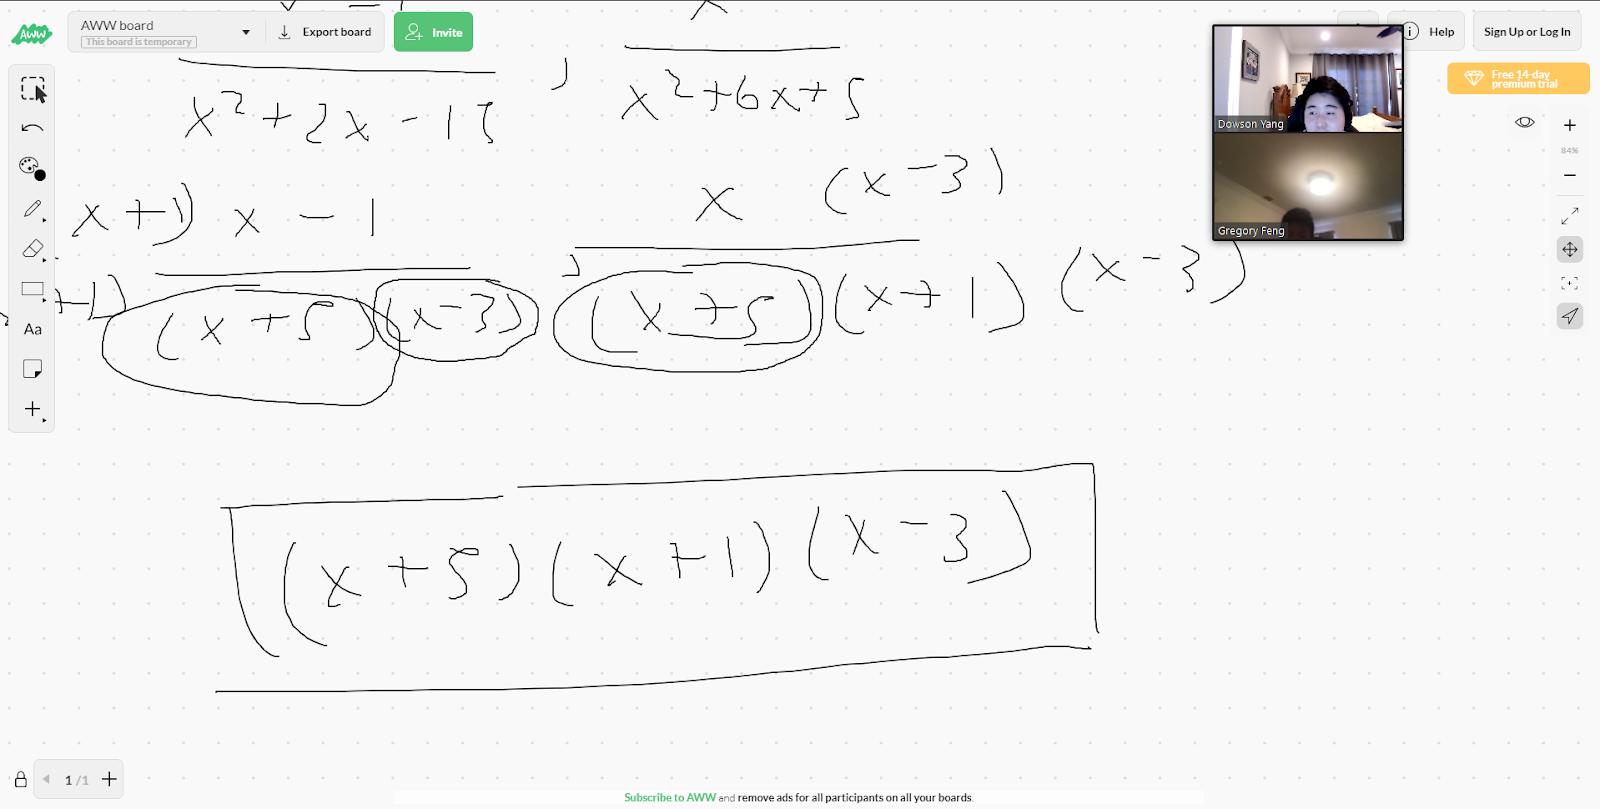 AWW board
This board is temporary
Export board
Invite
Help
Sign Up or Log In
Free 14-day
premium trial
84%
Dowson Yang
Gregory Feng
x
x²+2x-15 , x²+6x+5
x+1) x-1 x (x-3)
+1) (x+5)(x-3) , (x+5)(x+1) (x-3)
(x+5)(x+1)(x-3)
Aa
1 /1
Subscribe to AWW and remove ads for all participants on all your boards.
AWW